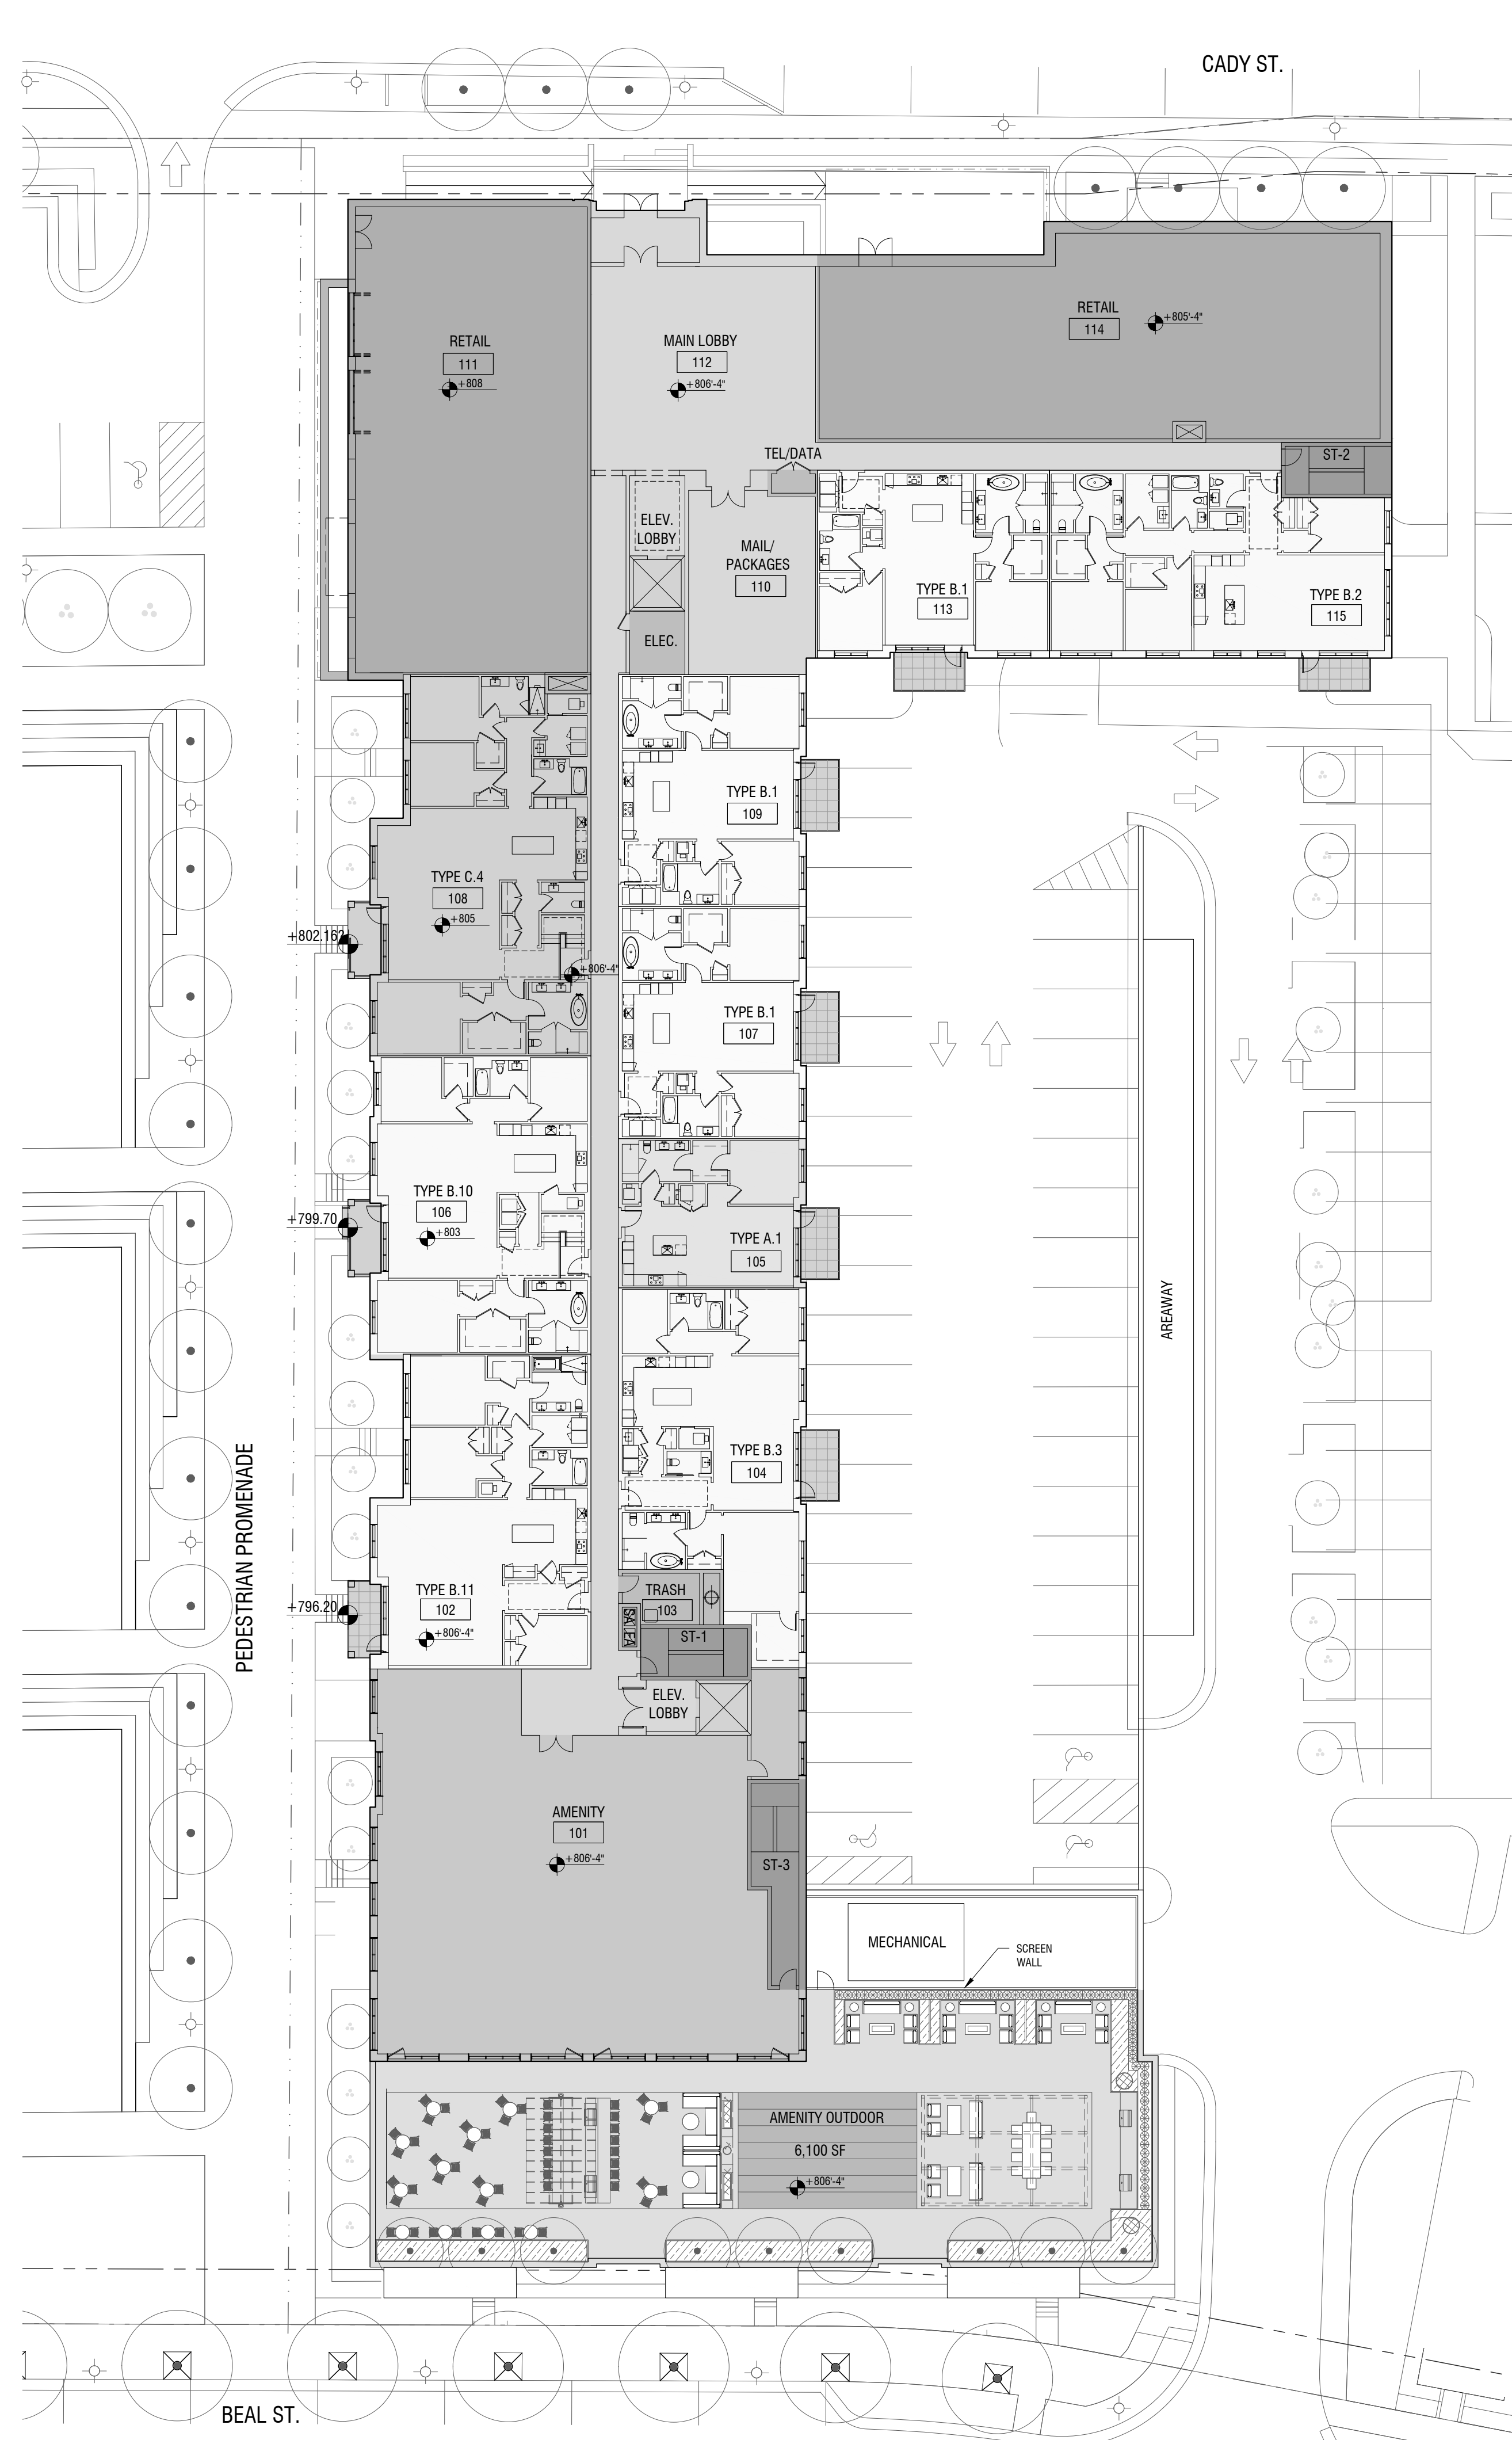 CADY ST.
RETAIL
111
+808
MAIN LOBBY
112
+806'-4"
RETAIL
114
+805'-4"
TEL/DATA
ST-2
ELEV.
LOBBY
MAIL/
PACKAGES
110
ELEC.
TYPE B.1
113
TYPE B.2
115
TYPE B.1
109
TYPE C.4
108
+805
+802.162
+806'-4"
TYPE B.1
107
TYPE B.10
106
+803
+799.70
TYPE A.1
105
AREAWAY
TYPE B.3
104
PEDESTRIAN PROMENADE
TYPE B.11
102
+806'-4"
+796.20
TRASH
103
SA EA
ST-1
ELEV.
LOBBY
AMENITY
101
+806'-4"
ST-3
MECHANICAL
SCREEN
WALL
AMENITY OUTDOOR
6,100 SF
+806'-4"
BEAL ST.